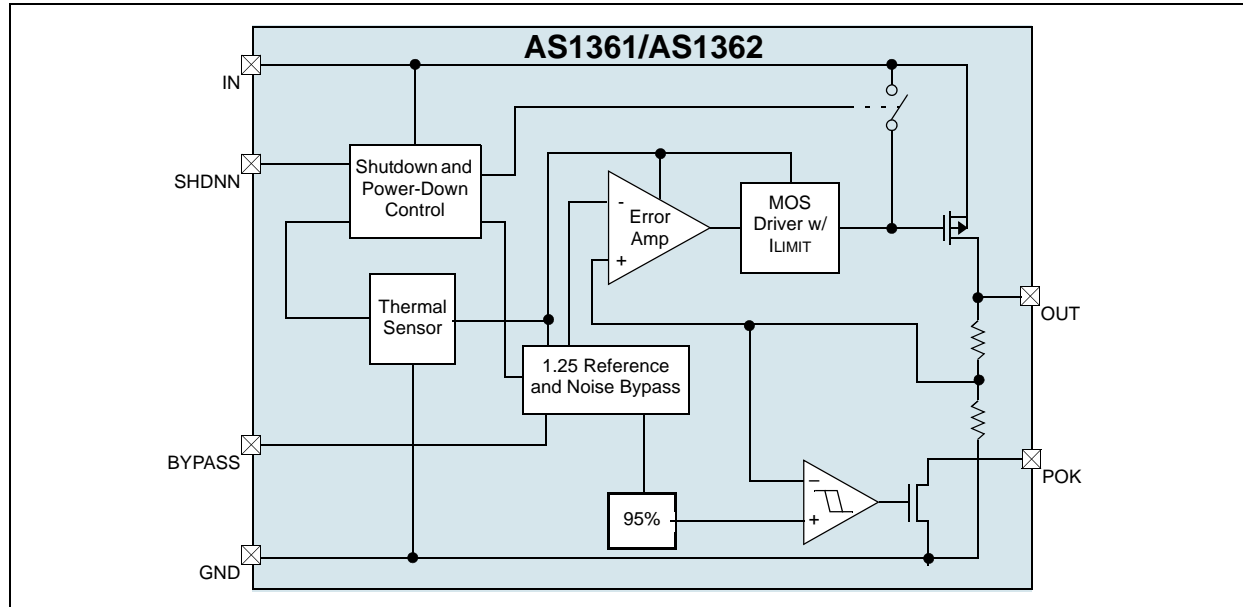 AS1361/AS1362
IN
SHDNN
Shutdown and
Power-Down
Control
-
Error
Amp
+
MOS
Driver w/
ILIMIT
Thermal
Sensor
OUT
1.25 Reference
and Noise Bypass
BYPASS
POK
–
95%
+
GND